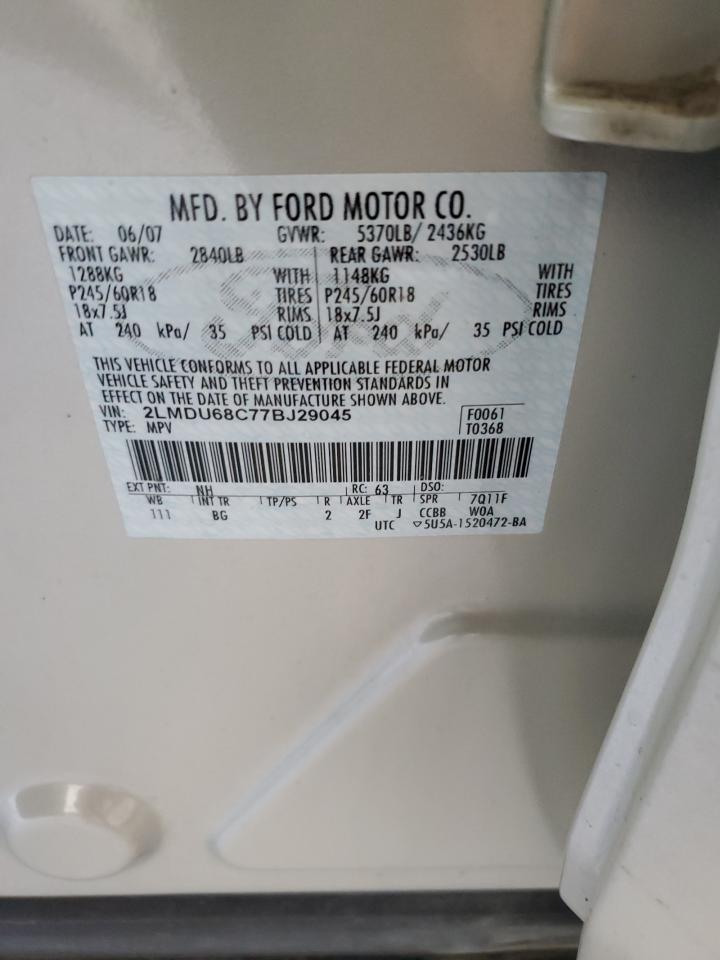 MFD. BY FORD MOTOR CO.
DATE: 06/07 GVWR: 5370LB/ 2436KG
FRONT GAWR: 2840LB REAR GAWR: 2530LB
1288KG WITH 1148KG WITH
P245/60R18 TIRES P245/60R18 TIRES
18x7.5J RIMS 18x7.5J RIMS
AT 240 kPa/ 35 PSI COLD AT 240 kPa/ 35 PSI COLD
Ford
THIS VEHICLE CONFORMS TO ALL APPLICABLE FEDERAL MOTOR
VEHICLE SAFETY AND THEFT PREVENTION STANDARDS IN
EFFECT ON THE DATE OF MANUFACTURE SHOWN ABOVE.
VIN: 2LMDU68C77BJ29045 F0061
TYPE: MPV T0368
EXT PNT: NH RC: 63 DSO:
WB INT TR TP/PS R AXLE TR SPR 7Q11F
111 BG 2 2F J CCBB W0A
UTC ▽5U5A-1520472-BA